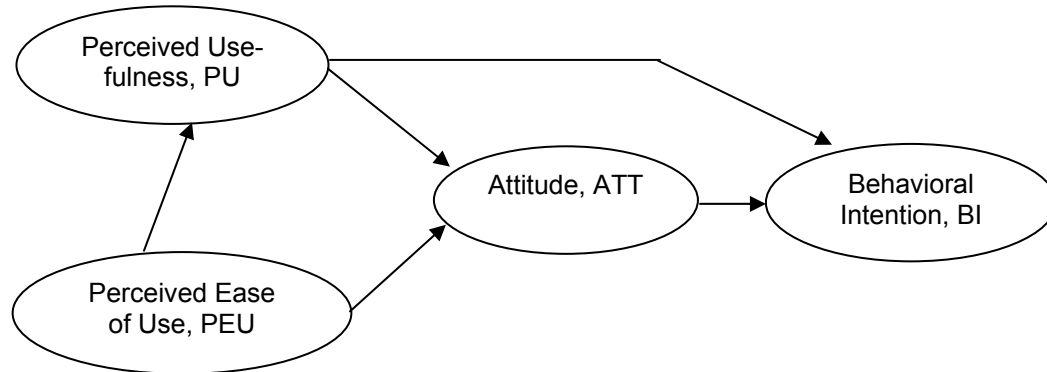 Perceived Use-
fulness, PU
Attitude, ATT
Behavioral
Intention, BI
Perceived Ease
of Use, PEU